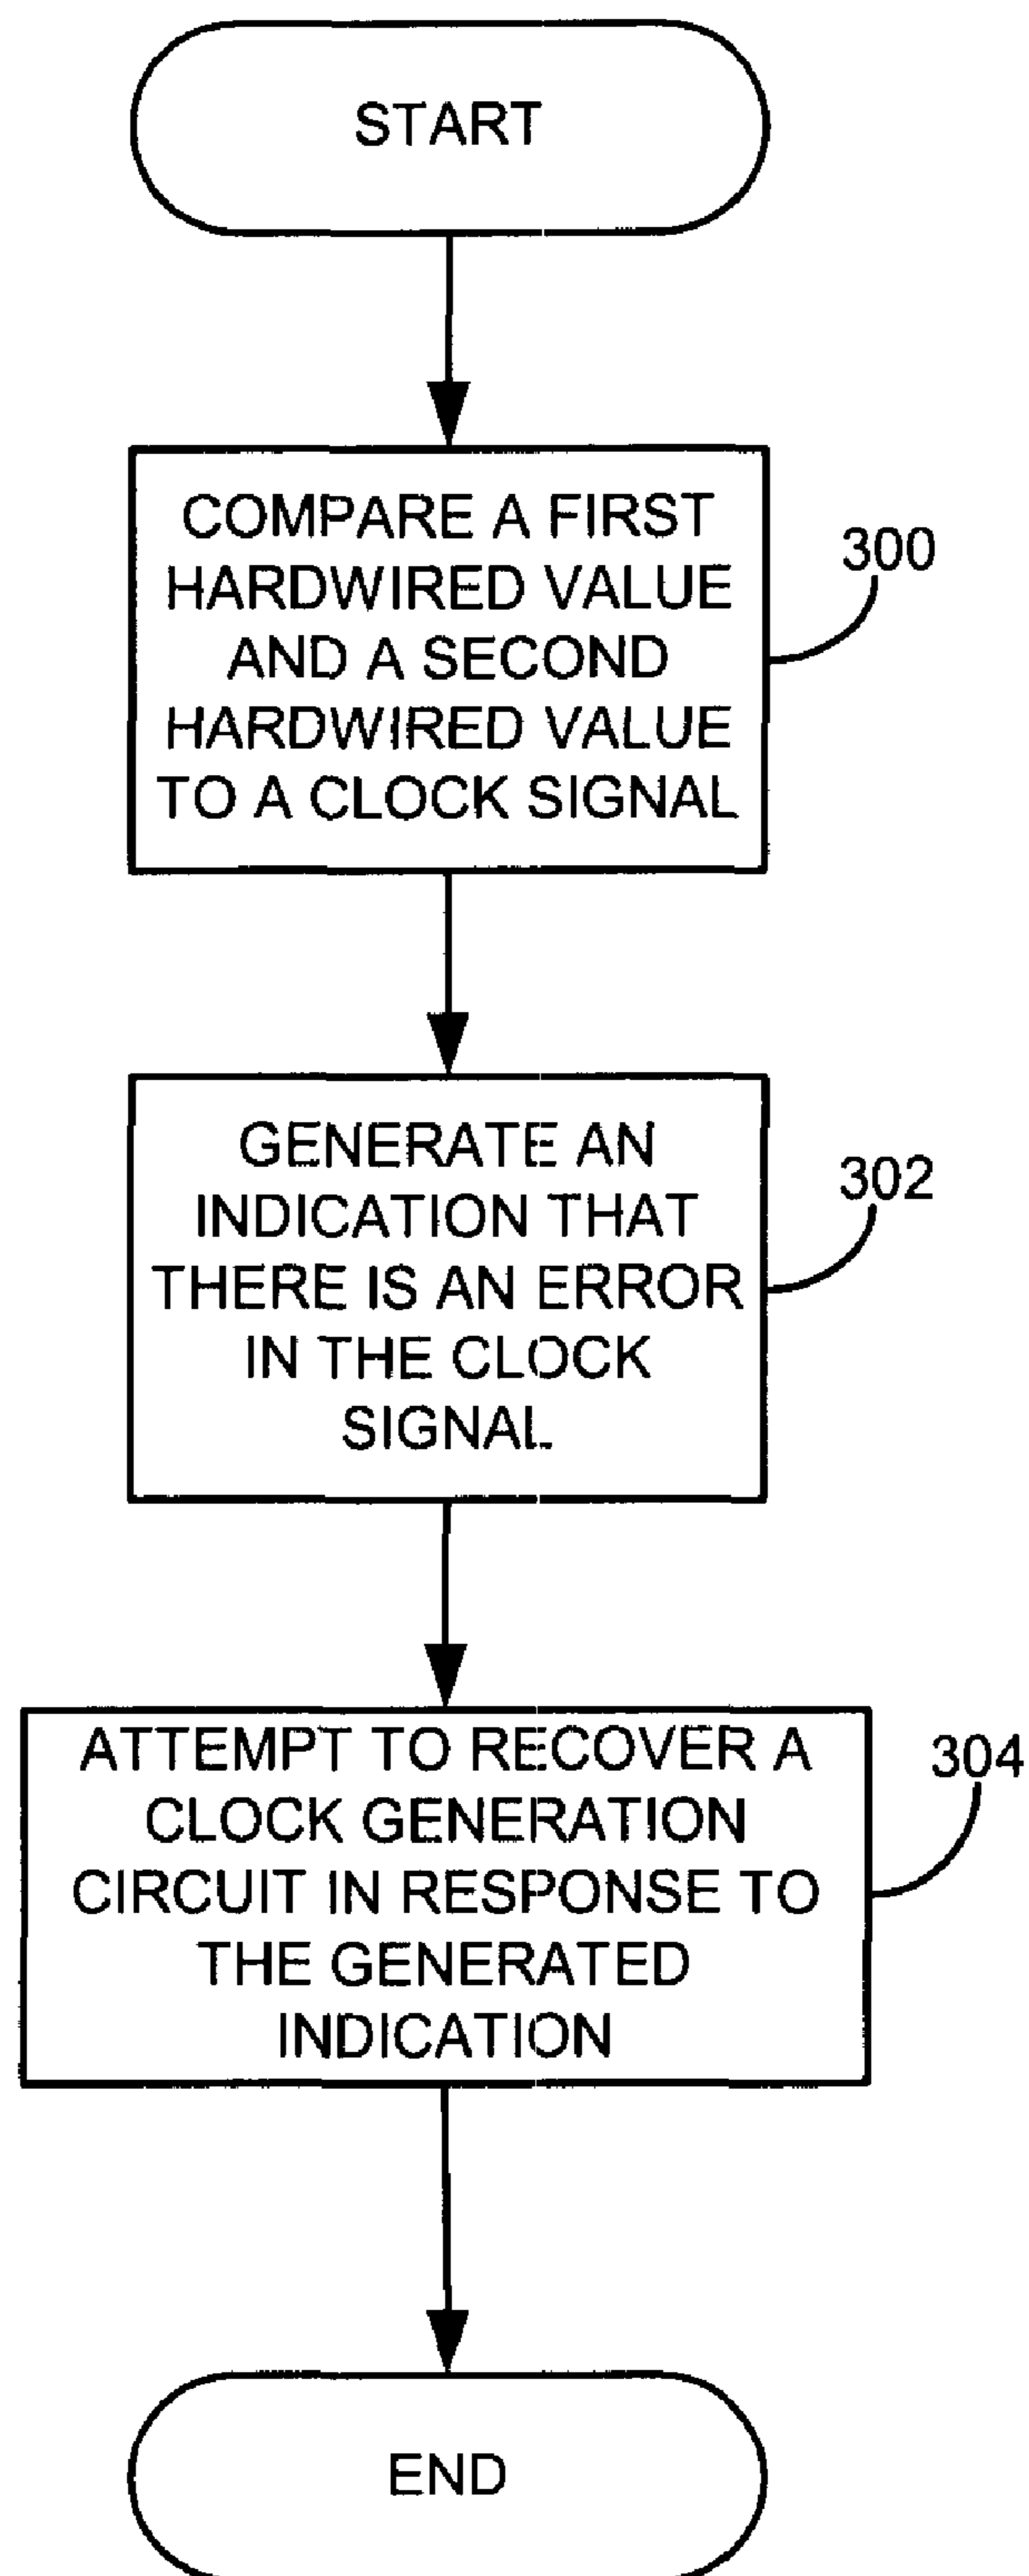 START
COMPARE A FIRST
HARDWIRED VALUE
AND A SECOND
HARDWIRED VALUE
TO A CLOCK SIGNAL
300
GENERATE AN
INDICATION THAT
THERE IS AN ERROR
IN THE CLOCK
SIGNAL
302
ATTEMPT TO RECOVER A
CLOCK GENERATION
CIRCUIT IN RESPONSE TO
THE GENERATED
INDICATION
304
END